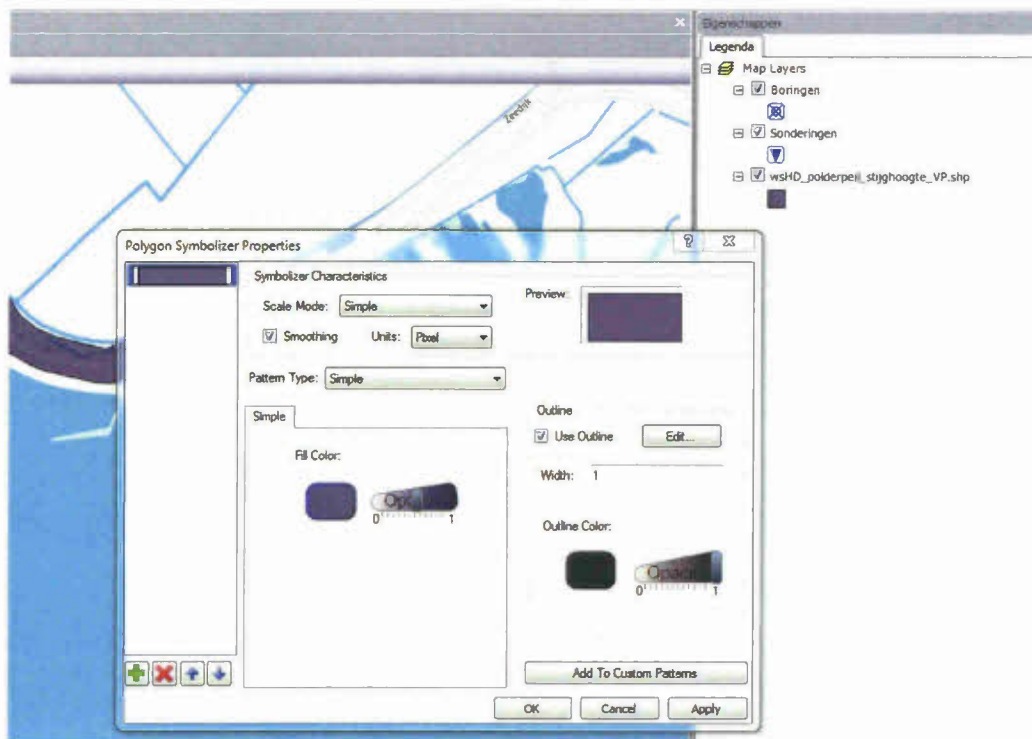 Eigenschappen
Legenda
Map Layers
Boringen
Sonderingen
wsHD_polderpeil_stijghoogte_VP.shp
Zeedijk
Polygon Symbolizer Properties
?
Symbolizer Characteristics
Scale Mode: Simple
Preview:
Smoothing Units: Pixel
Pattern Type: Simple
Simple
Fill Color:
0 1
Outline
Use Outline Edit...
Width: 1
Outline Color:
Opacit
0 1
Add To Custom Patterns
OK Cancel Apply